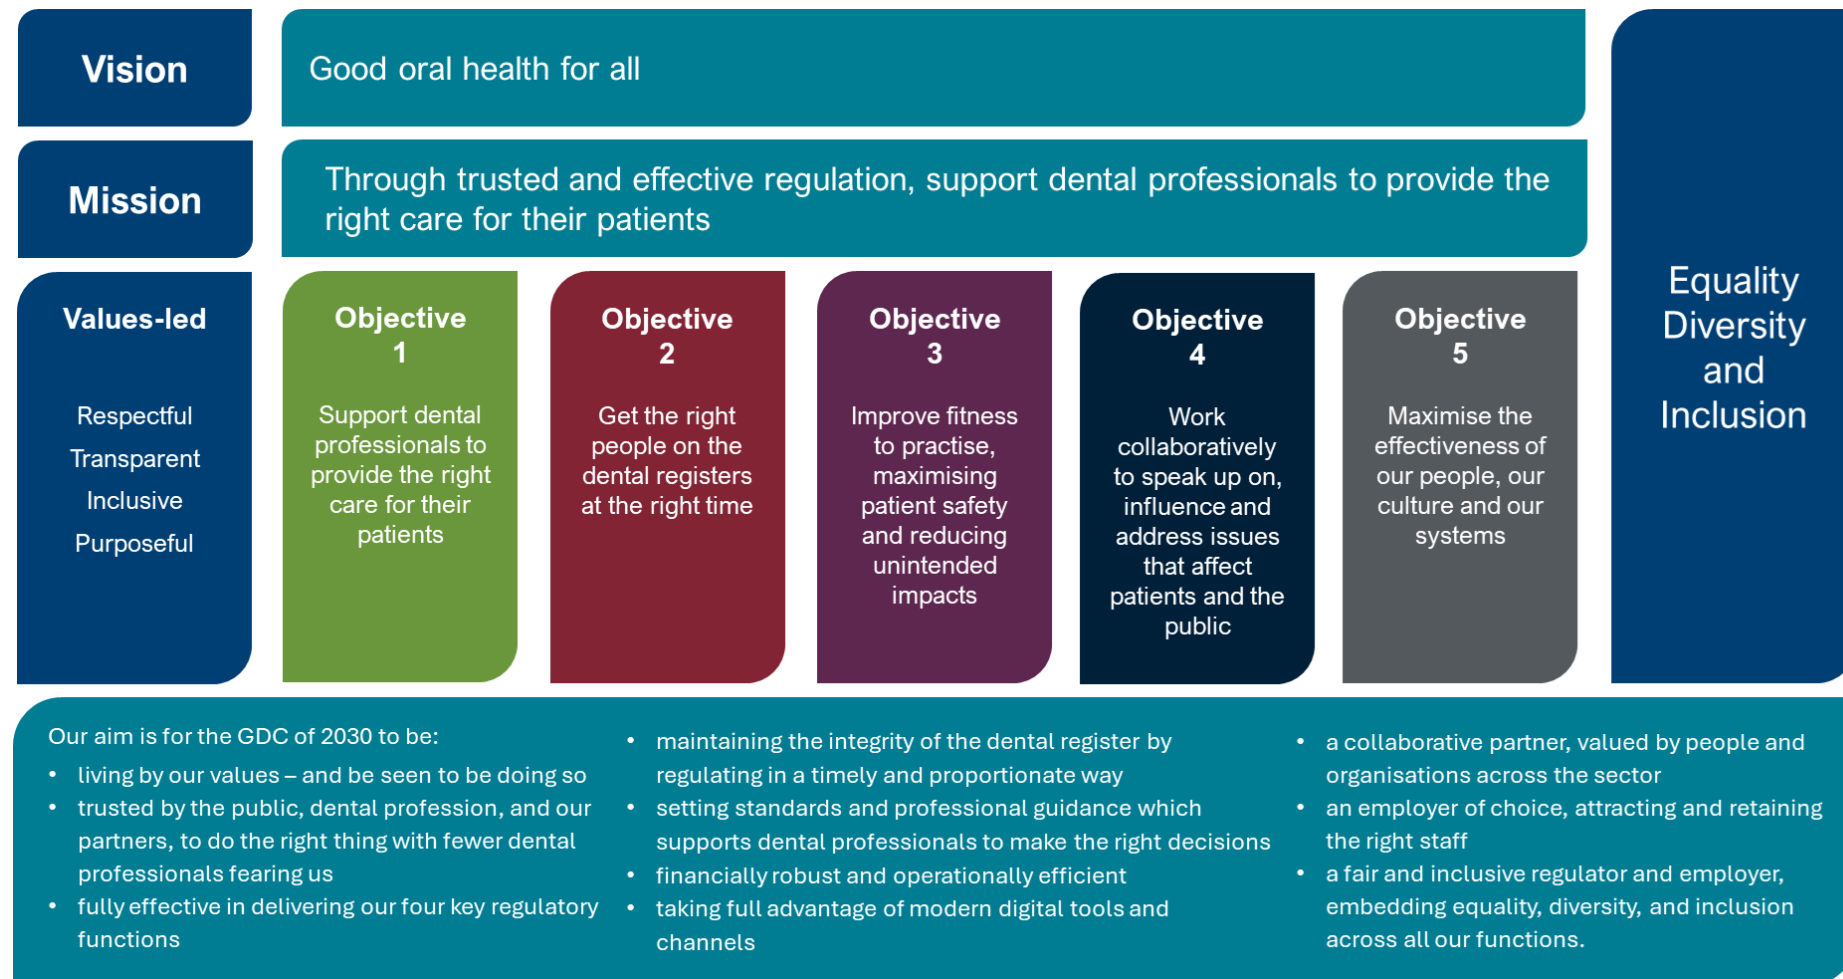 Vision
Good oral health for all
Mission
Through trusted and effective regulation, support dental professionals to provide the
right care for their patients
Values-led
Respectful
Transparent
Inclusive
Purposeful
Objective
1
Support dental
professionals to
provide the right
care for their
patients
Objective
2
Get the right
people on the
dental registers
at the right time
Objective
3
Improve fitness
to practise,
maximising
patient safety
and reducing
unintended
impacts
Objective
4
Work
collaboratively
to speak up on,
influence and
address issues
that affect
patients and the
public
Objective
5
Maximise the
effectiveness of
our people, our
culture and our
systems
Equality
Diversity
and
Inclusion
Our aim is for the GDC of 2030 to be:
• living by our values – and be seen to be doing so
• trusted by the public, dental profession, and our
partners, to do the right thing with fewer dental
professionals fearing us
• fully effective in delivering our four key regulatory
functions
• maintaining the integrity of the dental register by
regulating in a timely and proportionate way
• setting standards and professional guidance which
supports dental professionals to make the right decisions
• financially robust and operationally efficient
• taking full advantage of modern digital tools and
channels
• a collaborative partner, valued by people and
organisations across the sector
• an employer of choice, attracting and retaining
the right staff
• a fair and inclusive regulator and employer,
embedding equality, diversity, and inclusion
across all our functions.